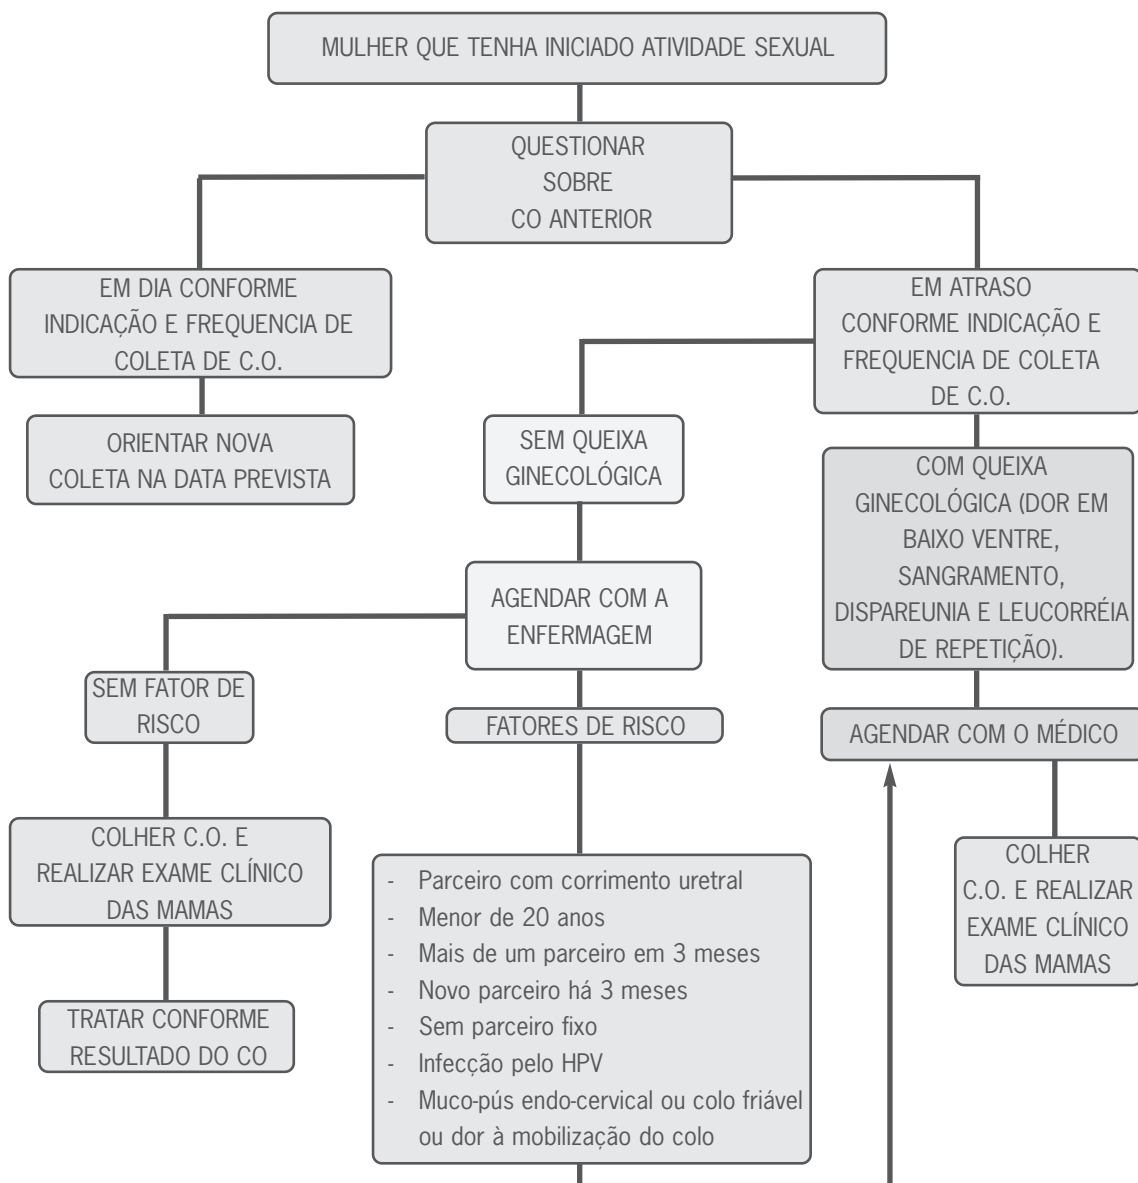 MULHER QUE TENHA INICIADO ATIVIDADE SEXUAL
QUESTIONAR
SOBRE
CO ANTERIOR
EM DIA CONFORME
INDICAÇÃO E FREQUENCIA DE
COLETA DE C.O.
ORIENTAR NOVA
COLETA NA DATA PREVISTA
EM ATRASO
CONFORME INDICAÇÃO E
FREQUENCIA DE COLETA
DE C.O.
SEM QUEIXA
GINECOLÓGICA
COM QUEIXA
GINECOLÓGICA (DOR EM
BAIXO VENTRE,
SANGRAMENTO,
DISPAREUNIA E LEUCORRÉIA
DE REPETIÇÃO).
AGENDAR COM A
ENFERMAGEM
SEM FATOR DE
RISCO
FATORES DE RISCO
AGENDAR COM O MÉDICO
COLHER C.O. E
REALIZAR EXAME CLÍNICO
DAS MAMAS
TRATAR CONFORME
RESULTADO DO CO
- Parceiro com corrimento uretral
- Menor de 20 anos
- Mais de um parceiro em 3 meses
- Novo parceiro há 3 meses
- Sem parceiro fixo
- Infecção pelo HPV
- Muco-pús endo-cervical ou colo friável
ou dor à mobilização do colo
COLHER
C.O. E REALIZAR
EXAME CLÍNICO
DAS MAMAS